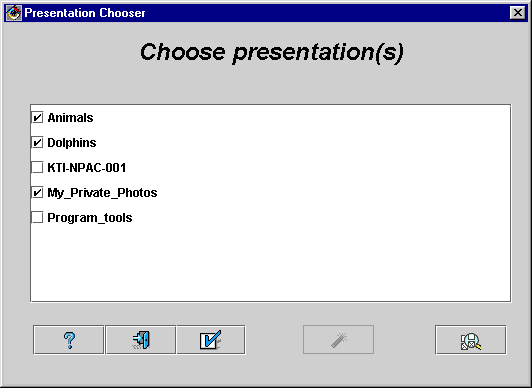 Presentation Chooser
Choose presentation(s)
Animals
Dolphins
KTI-NPAC-001
My_Private_Photos
Program_tools
?